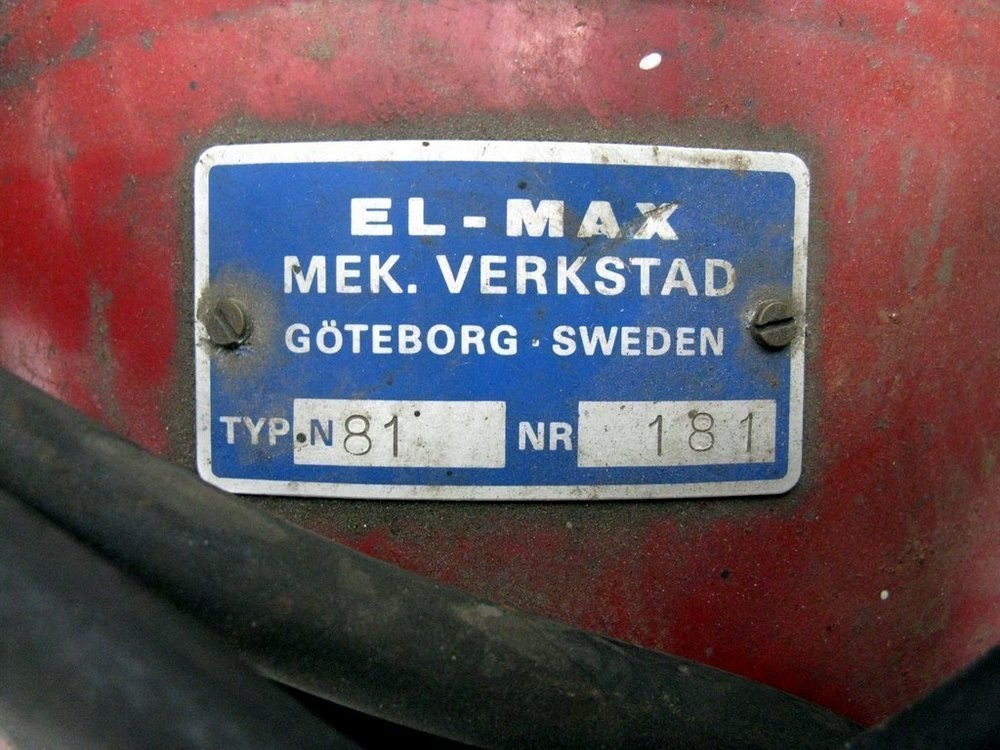 EL-MAX
MEK. VERKSTAD
GÖTEBORG · SWEDEN
TYP N 81 NR 181